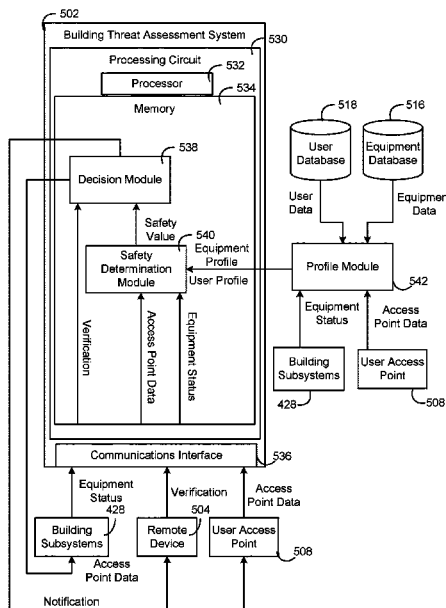 502
Building Threat Assessment System
530
Processing Circuit
532
Processor
534
Memory
538
Decision Module
Safety
Value
540
Safety
Determination
Module
Equipment
Profile
User Profile
Verification
Access
Point Data
Equipment
Status
Communications Interface
536
518
User
Database
516
Equipment
Database
User
Data
Equipment
Data
Profile Module
542
Equipment
Status
Access
Point Data
Building
Subsystems
428
User Access
Point
508
Equipment
Status
Verification
Access
Point Data
Building
Subsystems
428
Remote
Device
504
User Access
Point
508
Access
Point Data
Notification